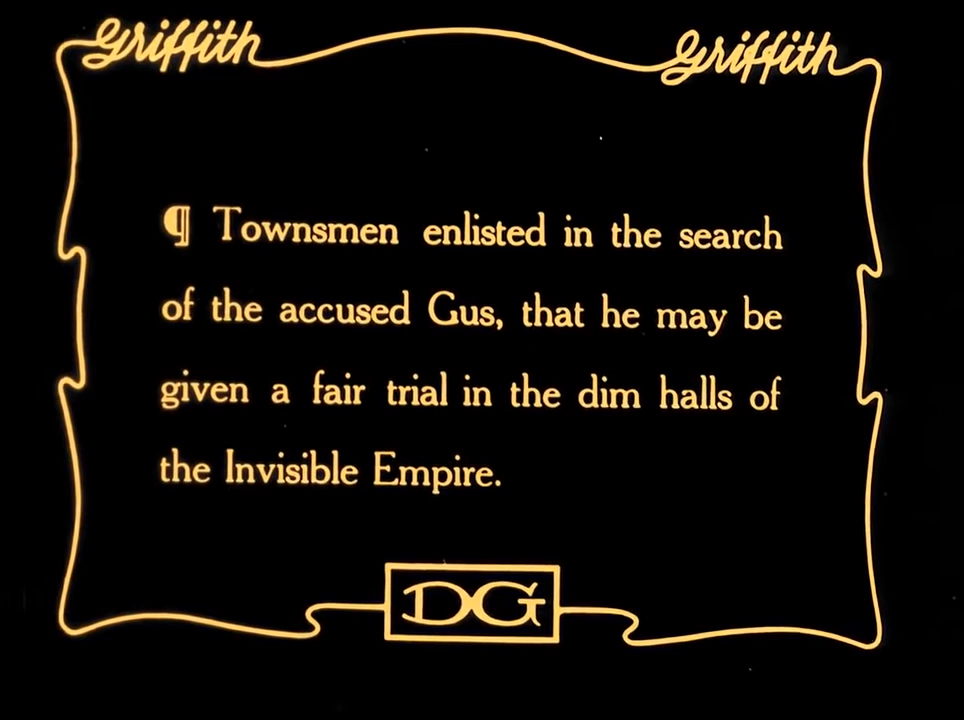 Griffith Griffith
¶ Townsmen enlisted in the search
of the accused Gus, that he may be
given a fair trial in the dim halls of
the Invisible Empire.
DG